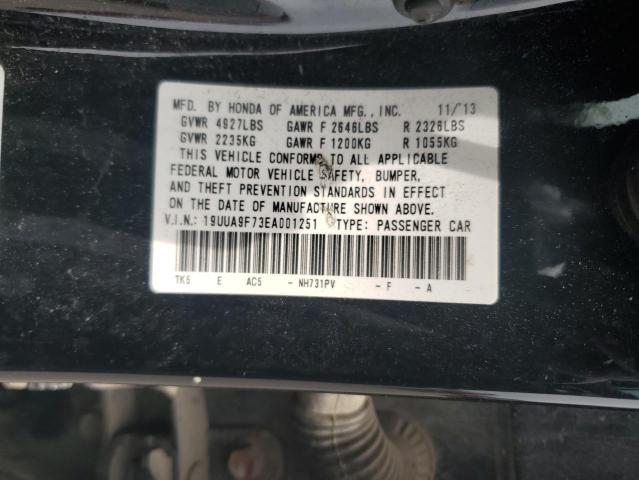 MFD. BY HONDA OF AMERICA MFG., INC. 11/'13
GVWR 4927LBS GAWR F 2646LBS R 2326LBS
GVWR 2235KG GAWR F 1200KG R 1055KG
THIS VEHICLE CONFORMS TO ALL APPLICABLE
FEDERAL MOTOR VEHICLE SAFETY, BUMPER,
AND THEFT PREVENTION STANDARDS IN EFFECT
ON THE DATE OF MANUFACTURE SHOWN ABOVE.
V.I.N.: 19UUA9F73EA001251 TYPE: PASSENGER CAR
TK5 E AC5 - NH731PV - F - A